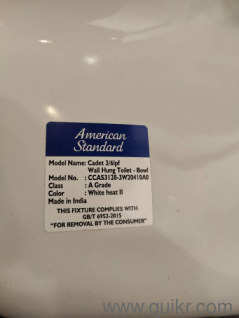 American
Standard
Model Name: Cadet 3/6lpf
Wall Hung Toilet - Bowl
Model No. : CCAS3128-3W20410A0
Class : A Grade
Color : White heat II
Made in India
THIS FIXTURE COMPLIES WITH
GB/T 6952-2015
"FOR REMOVAL BY THE CONSUMER"
www.quikr.com